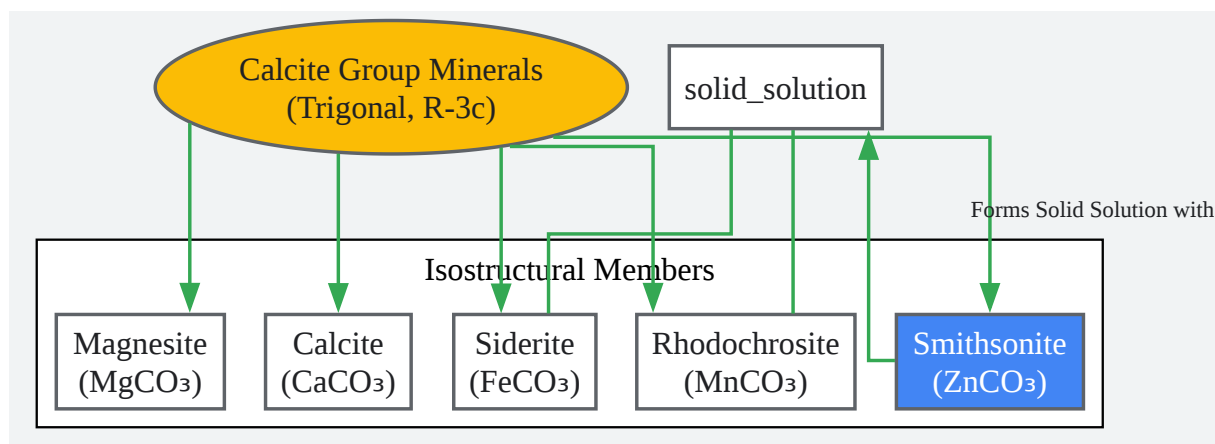 Calcite Group Minerals
(Trigonal, R-3c)
solid_solution
Forms Solid Solution with
Isostructural Members
Magnesite
(MgCO₃)
Calcite
(CaCO₃)
Siderite
(FeCO₃)
Rhodochrosite
(MnCO₃)
Smithsonite
(ZnCO₃)